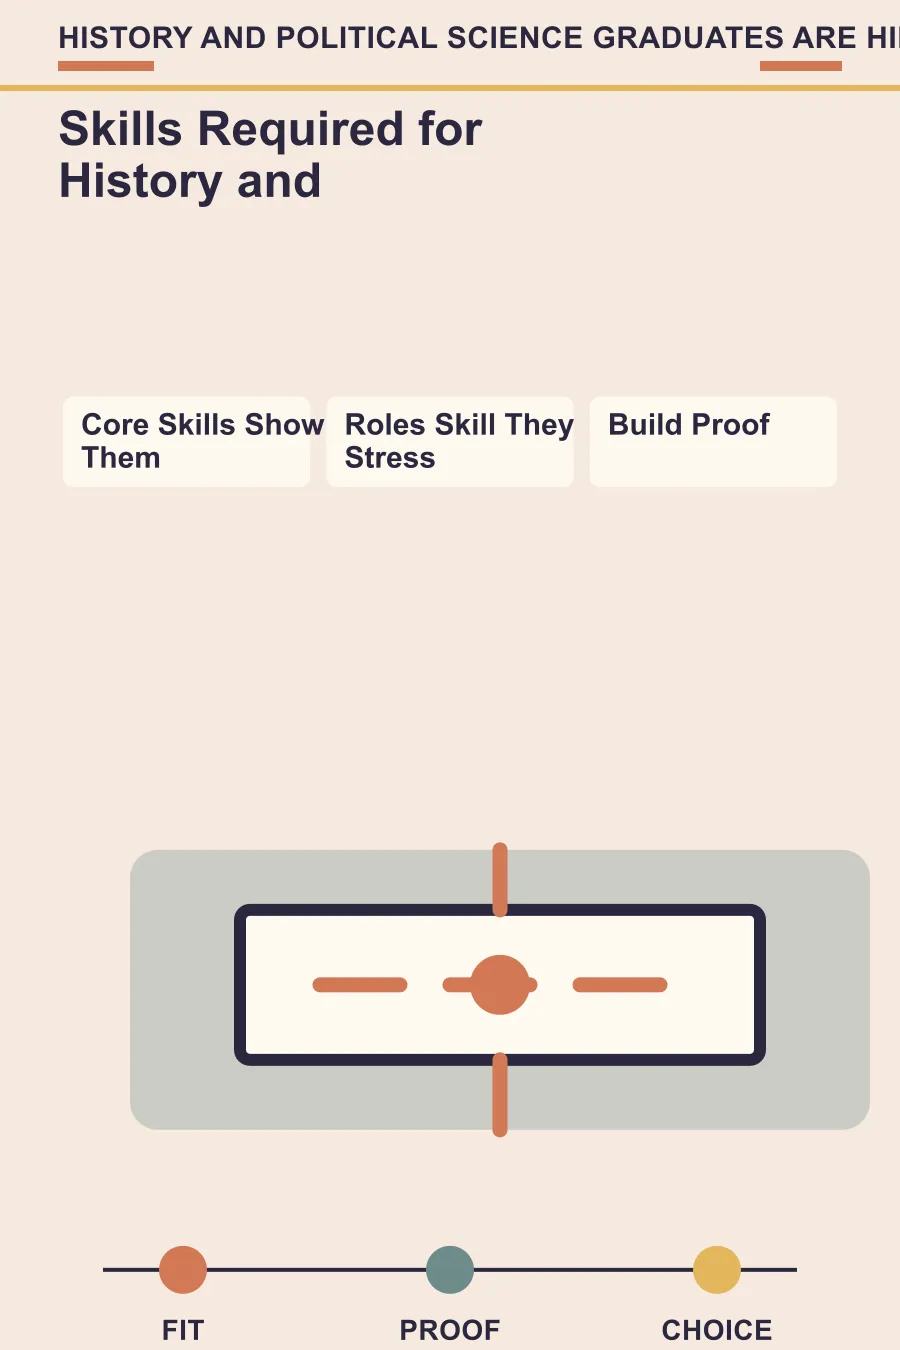 HISTORY AND POLITICAL SCIENCE GRADUATES ARE
Skills Required for
History and
Core Skills Show
Them
Roles Skill They
Stress
Build Proof
FIT
PROOF
CHOICE